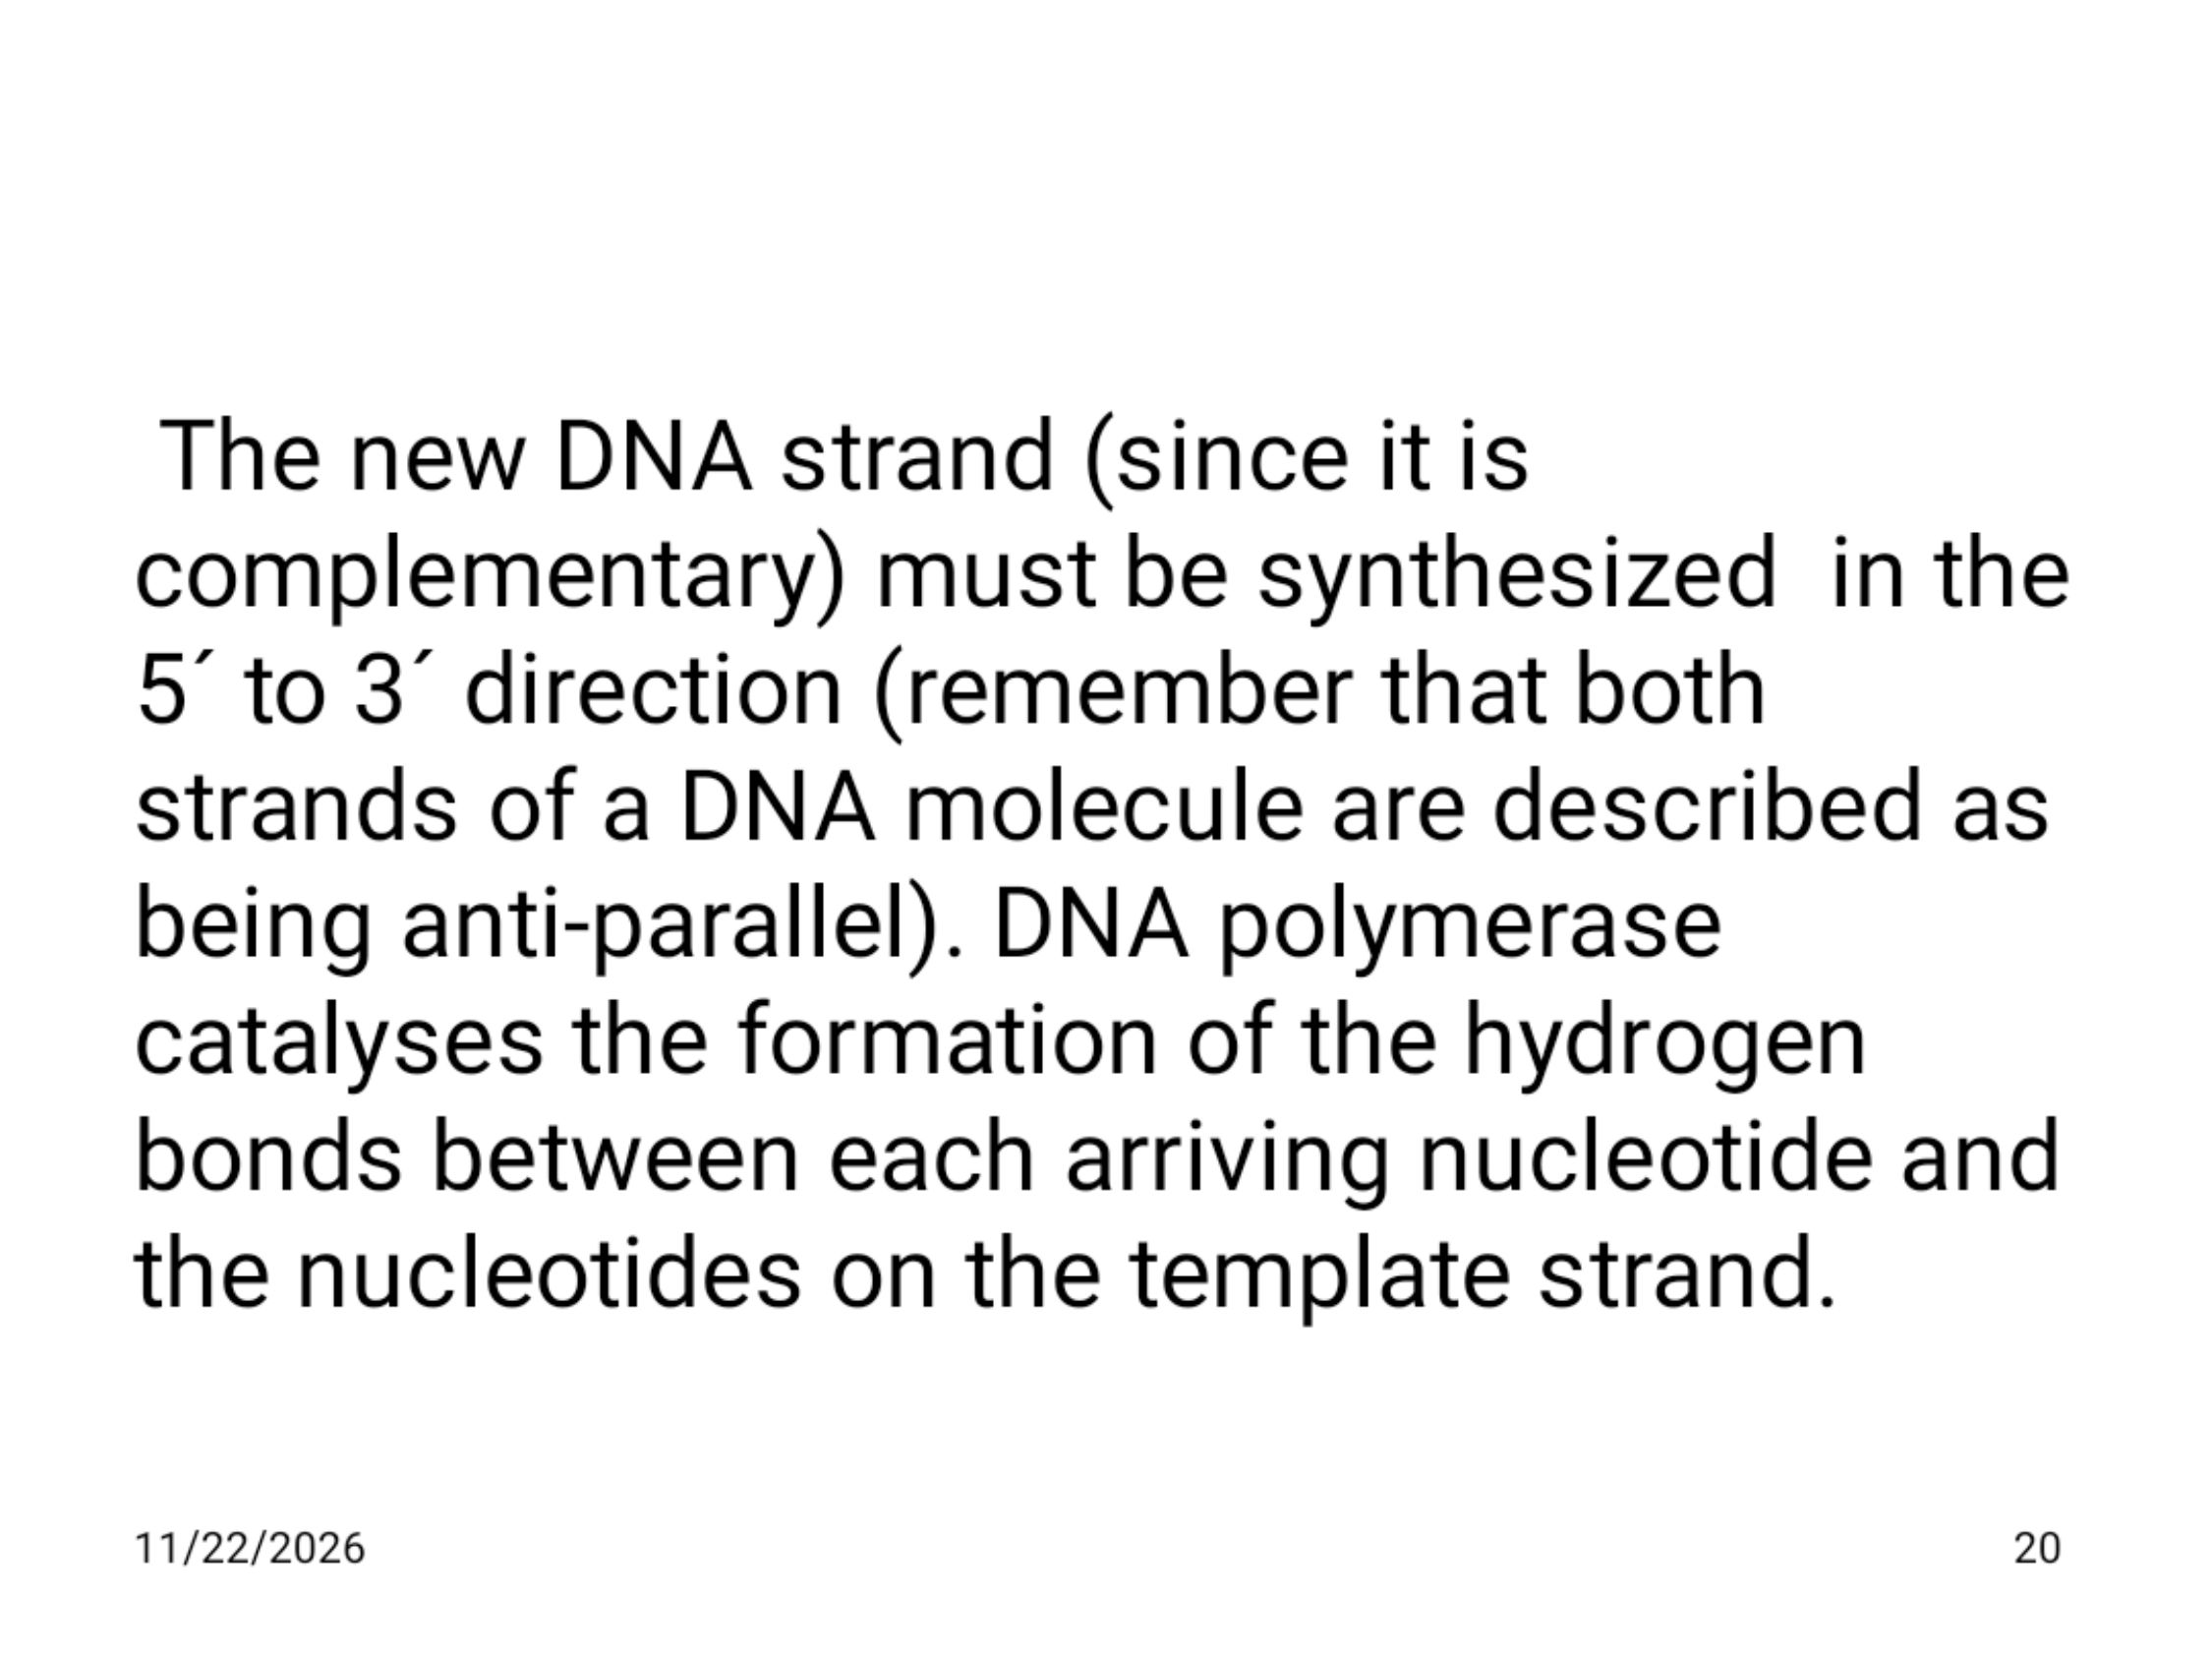 The new DNA strand (since it is
complementary) must be synthesized  in the
5´ to 3´ direction (remember that both
strands of a DNA molecule are described as
being anti-parallel). DNA polymerase
catalyses the formation of the hydrogen
bonds between each arriving nucleotide and
the nucleotides on the template strand.
11/22/2026
20